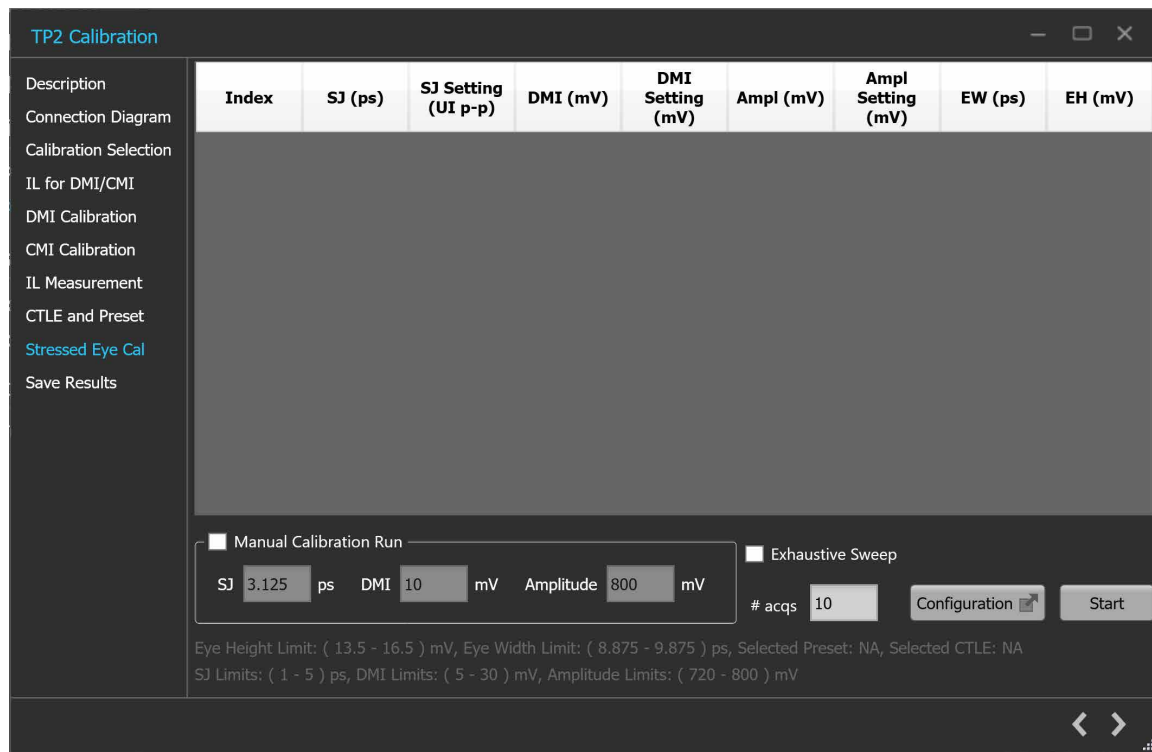 TP2 Calibration
Description
Connection Diagram
Calibration Selection
IL for DMI/CMI
DMI Calibration
CMI Calibration
IL Measurement
CTLE and Preset
Stressed Eye Cal
Save Results
Index SJ (ps) SJ Setting (UI p-p) DMI (mV) DMI Setting (mV) Ampl (mV) Ampl Setting (mV) EW (ps) EH (mV)
Manual Calibration Run
SJ 3.125 ps DMI 10 mV Amplitude 800 mV
Exhaustive Sweep
# acqs 10 Configuration Start
Eye Height Limit: ( 13.5 - 16.5 ) mV, Eye Width Limit: ( 8.875 - 9.875 ) ps, Selected Preset: NA, Selected CTLE: NA
SJ Limits: ( 1 - 5 ) ps, DMI Limits: ( 5 - 30 ) mV, Amplitude Limits: ( 720 - 800 ) mV